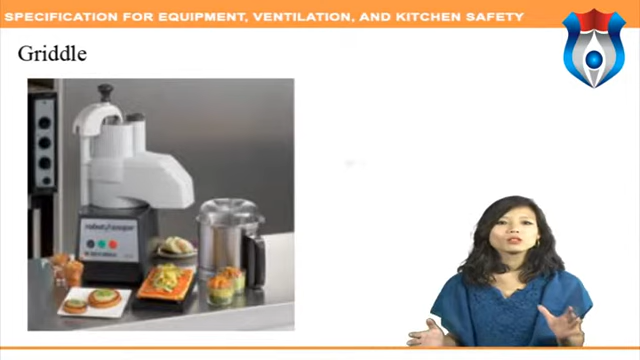 SPECIFICATION FOR EQUIPMENT, VENTILATION, AND KITCHEN SAFETY
Griddle
robot coupe